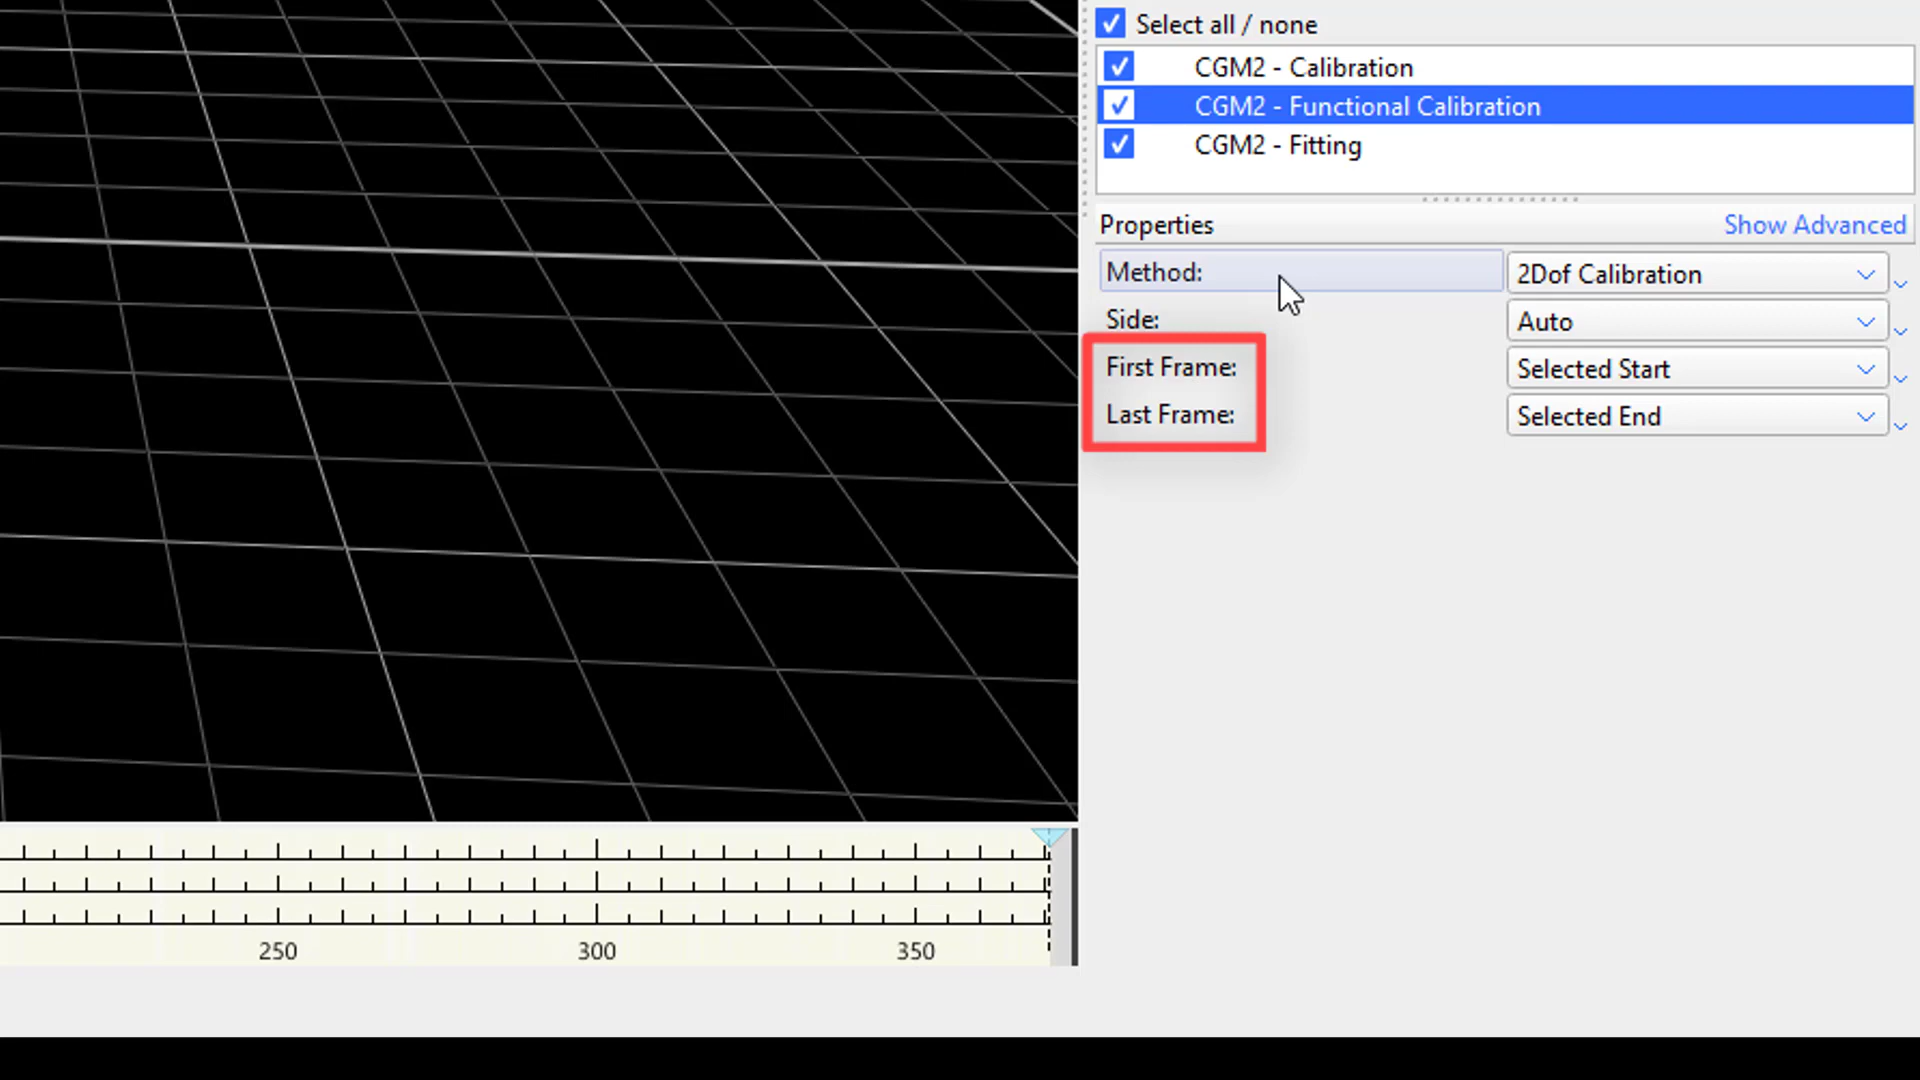 Select all / none
CGM2 - Calibration
CGM2 - Functional Calibration
CGM2 - Fitting
Properties Show Advanced
Method: 2Dof Calibration
Side: Auto
First Frame: Selected Start
Last Frame: Selected End
250 300 350